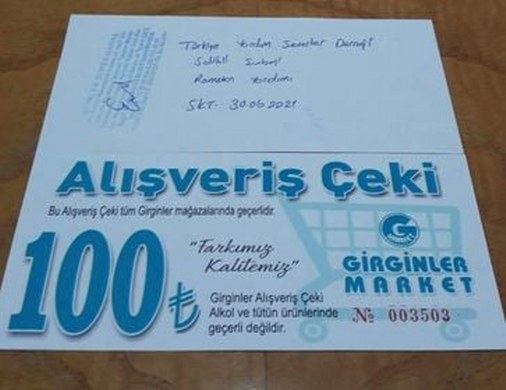 Türkiye Yardım Sevenler Derneği
Salihli Şubesi
Ramazan Yardımı
SKT. 30.06.2021
Alışveriş Çeki
Bu Alışveriş Çeki tüm Girginler mağazalarında geçerlidir.
100₺
"Farkımız
Kalitemiz"
G
GİRGİNLER
MARKET
Girginler Alışveriş Çeki
Alkol ve tütün ürünlerinde
geçerli değildir.
№ 003503